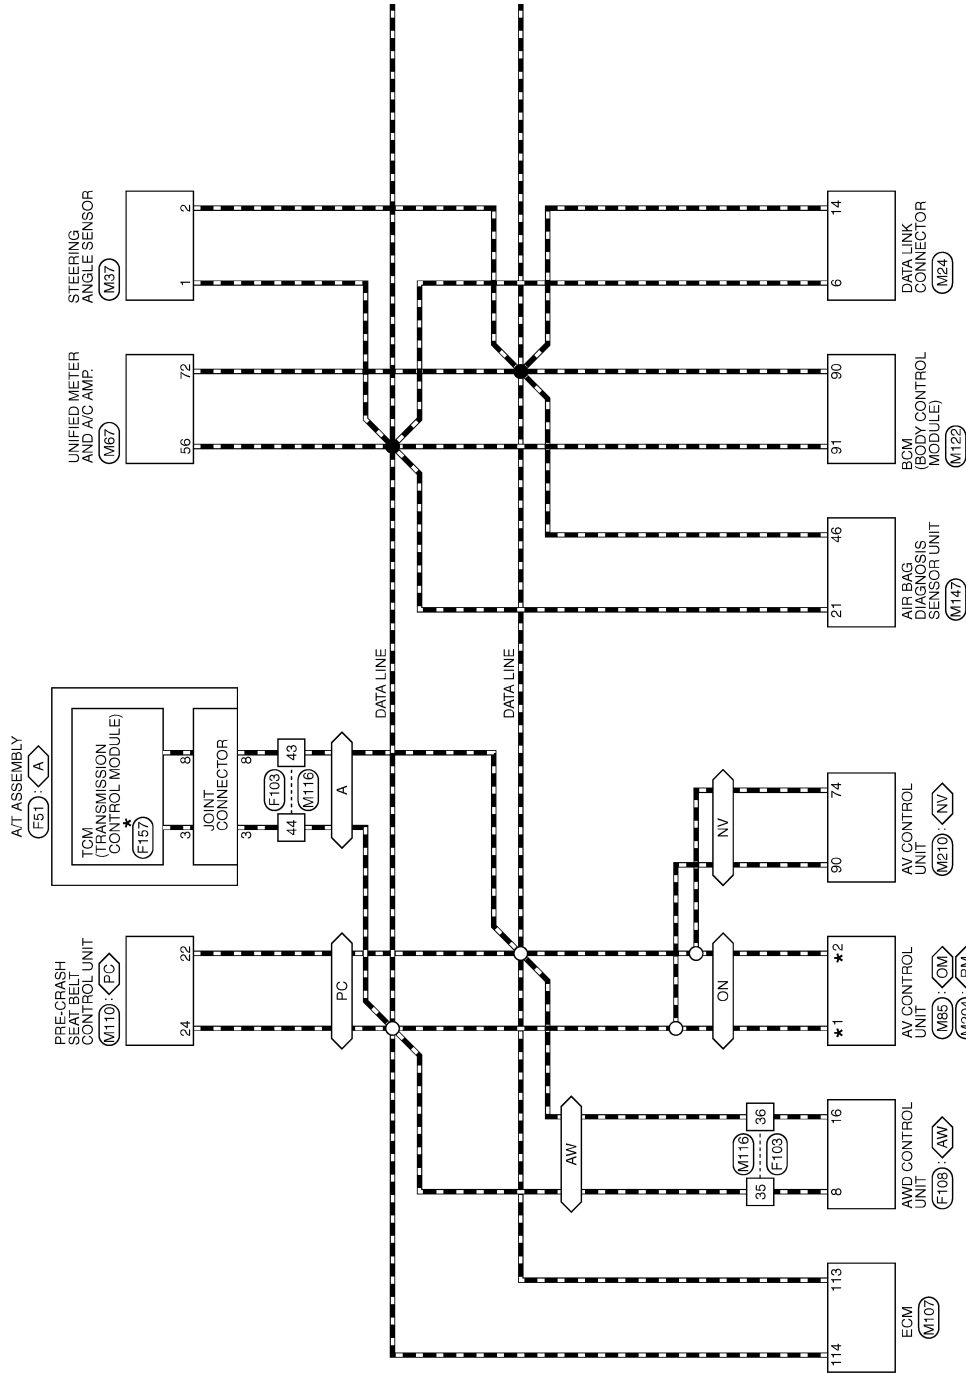 A/T ASSEMBLY
F51 : A
TCM
(TRANSMISSION
CONTROL MODULE)
*
F157
3
8
JOINT
CONNECTOR
3
8
44
43
F103
M116
A
PRE-CRASH
SEAT BELT
CONTROL UNIT
M110 : PC
24
22
PC
UNIFIED METER
AND A/C AMP.
M67
56
72
STEERING
ANGLE SENSOR
M37
1
2
DATA LINE
DATA LINE
ECM
M107
114
113
AW
M116
F103
35
36
8
16
AWD CONTROL
UNIT
F108 : AW
ON
*1
*2
AV CONTROL
UNIT
M85 : OM
NV
90
74
AV CONTROL
UNIT
M210 : NV
21
46
AIR BAG
DIAGNOSIS
SENSOR UNIT
M147
91
90
BCM
(BODY CONTROL
MODULE)
M122
6
14
DATA LINK
CONNECTOR
M24